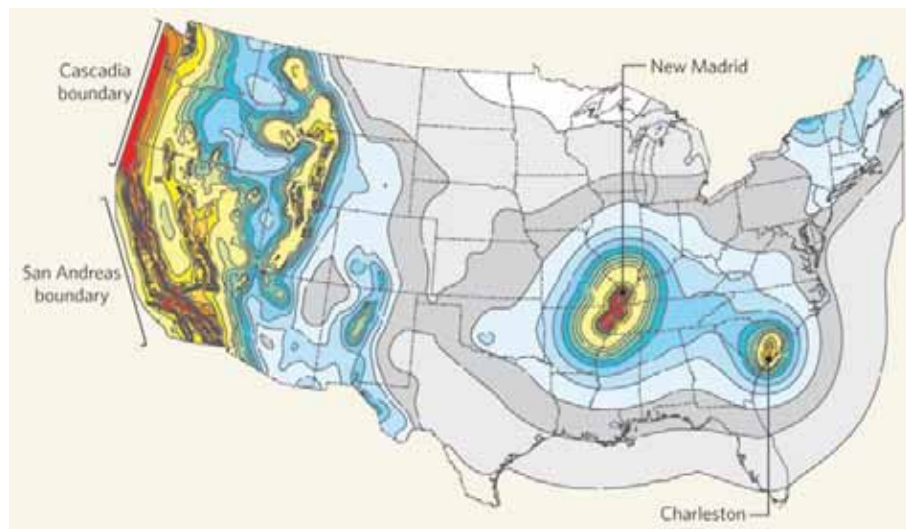 Cascadia
boundary
New Madrid
San Andreas
boundary
Charleston